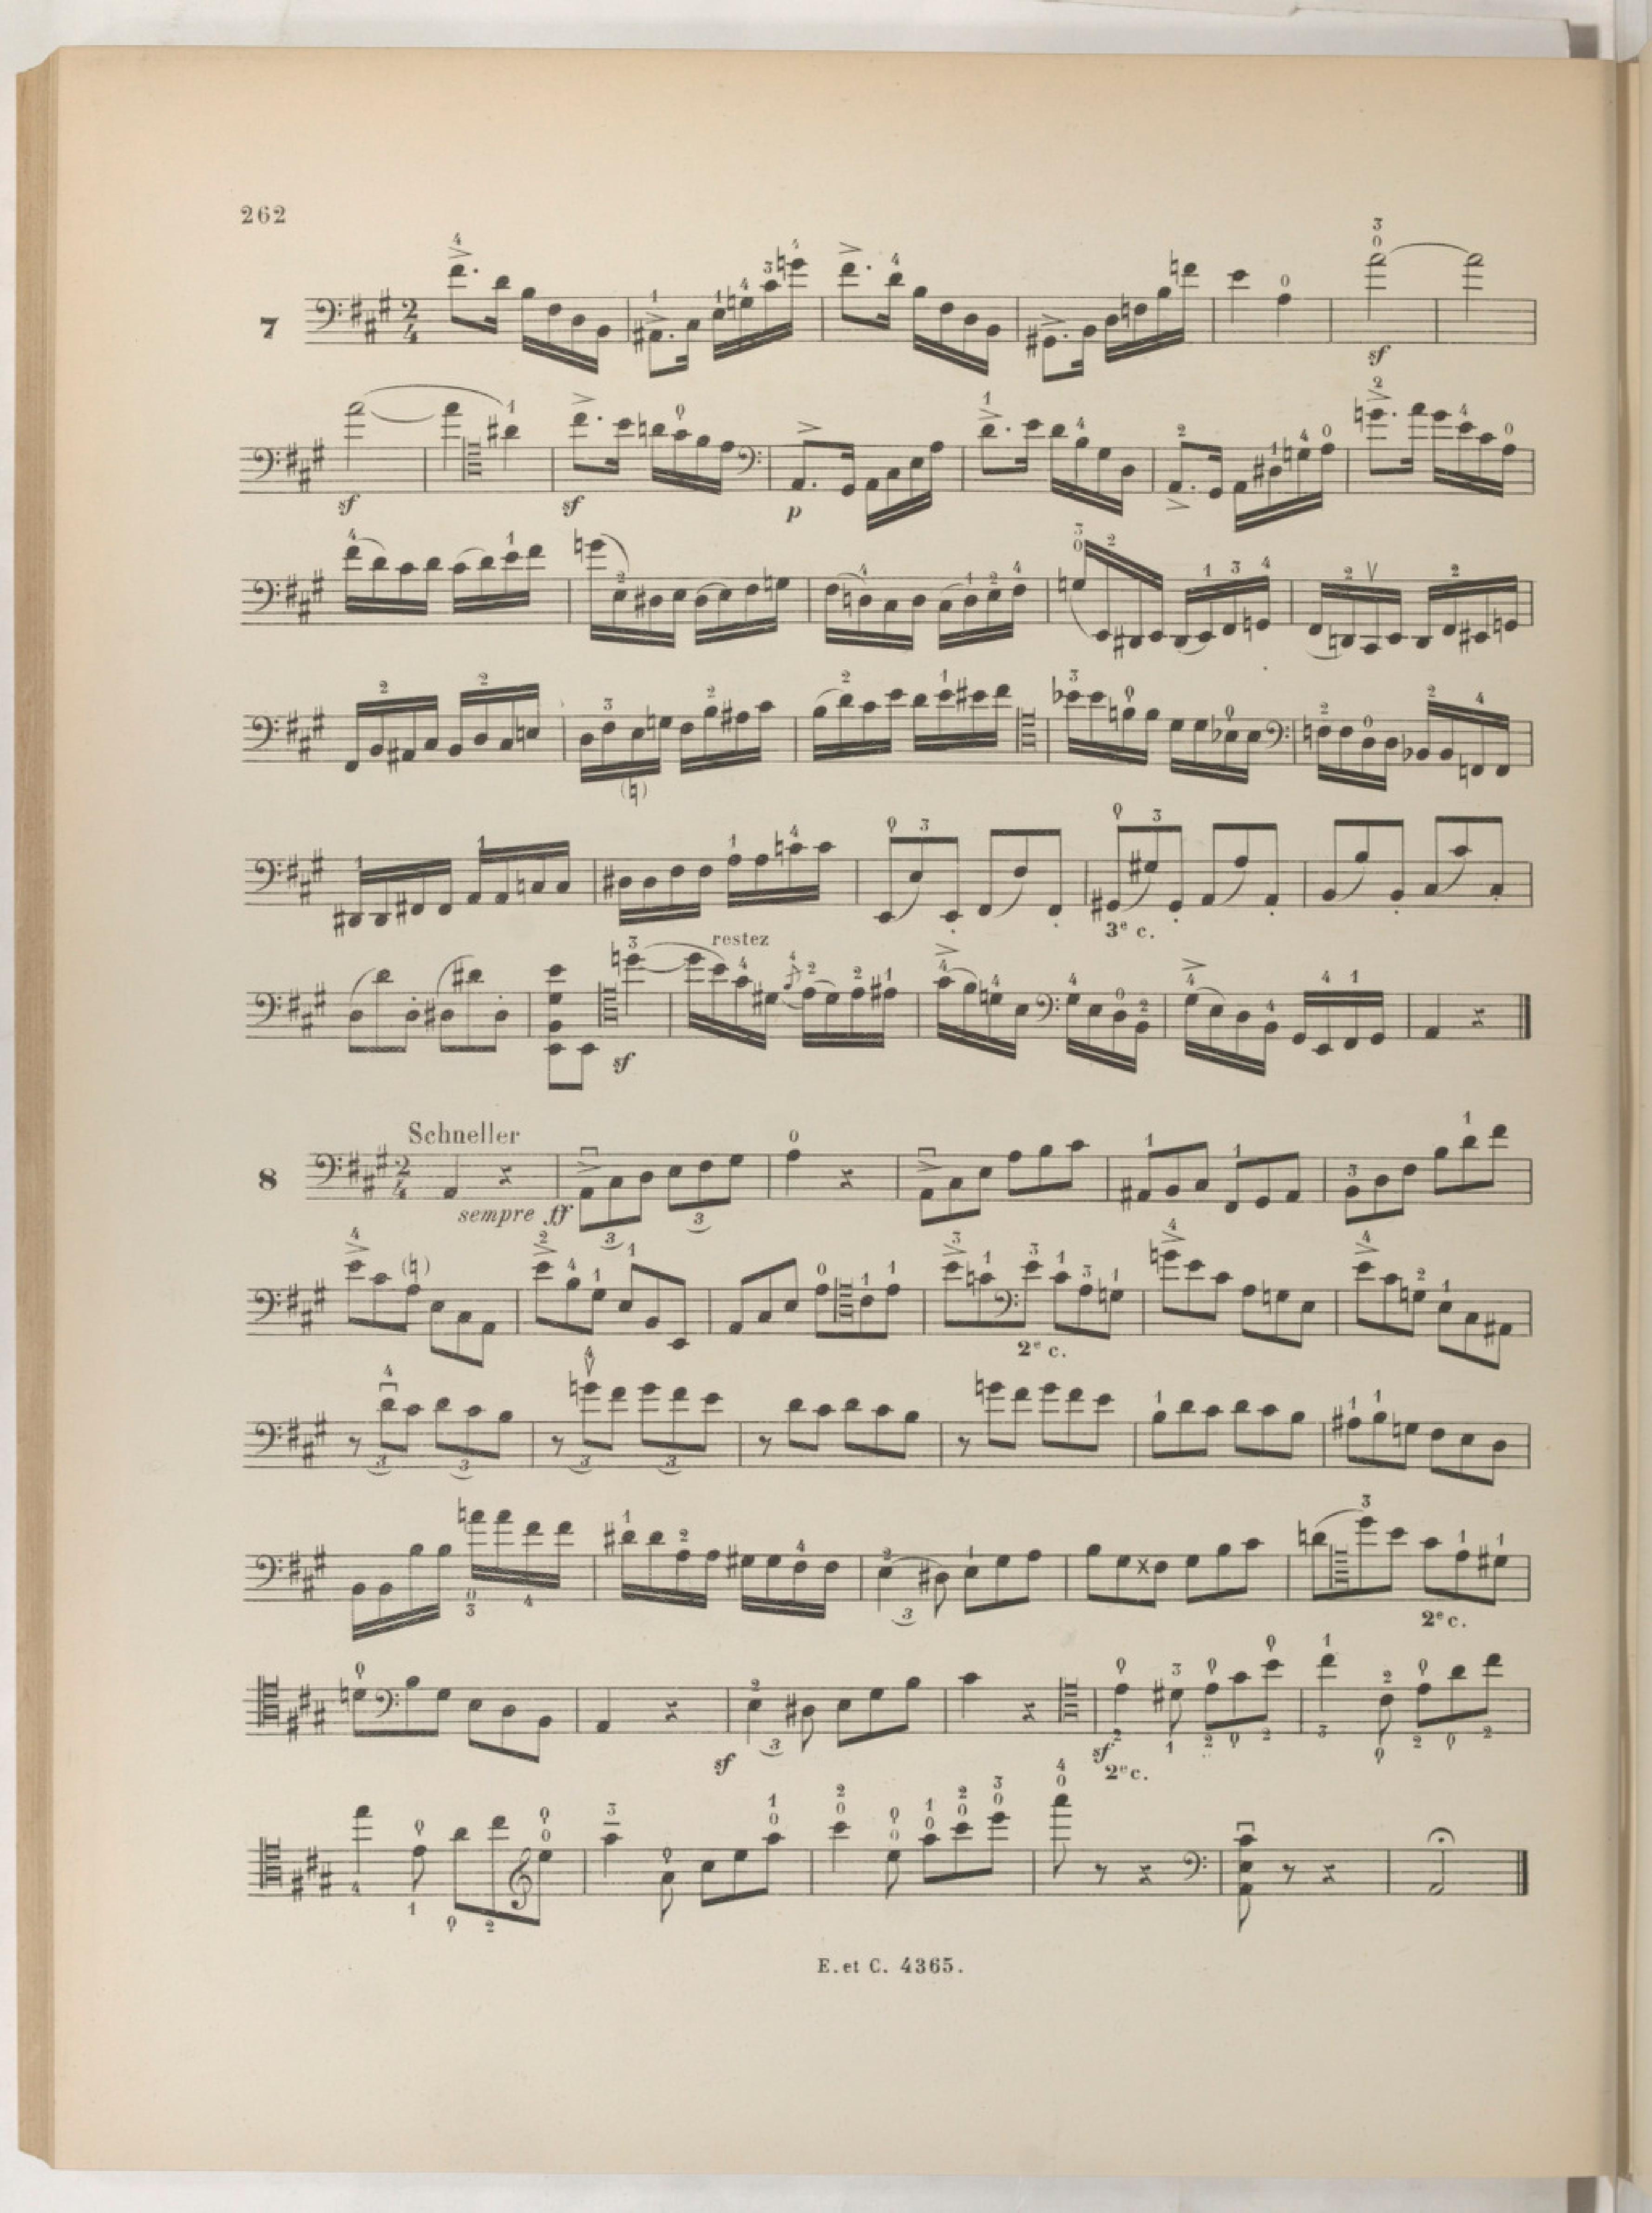 262
7
sf
sf
sf
p
restez
3e c.
sf
8
Schneller
sempre ff
2e c.
2e c.
sf
sf
2e c.
E. et C. 4365.